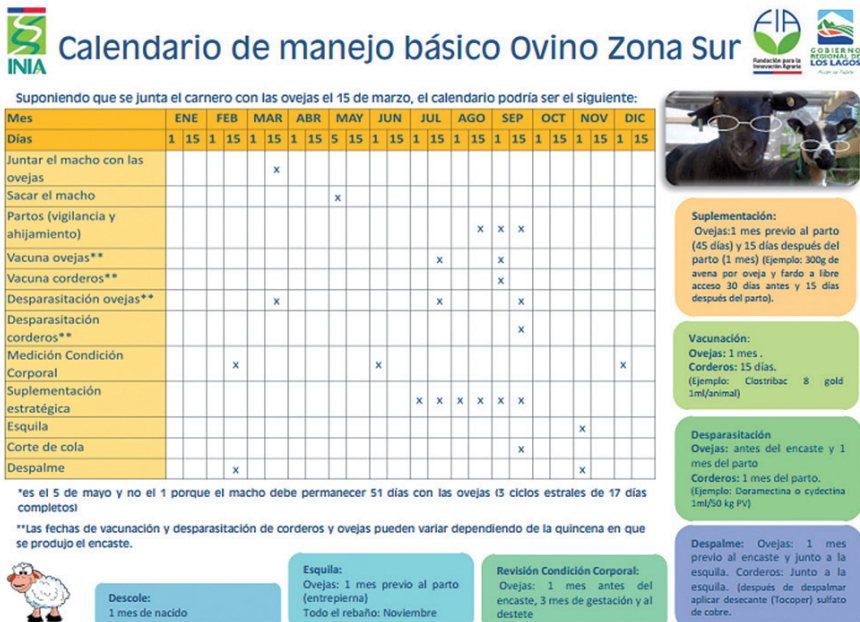 INIA
Calendario de manejo básico Ovino Zona Sur
FIA
Fundación para la
Innovación Agraria
GOBIERNO
REGIONAL DE
LOS LAGOS
Suponiendo que se junta el carnero con las ovejas el 15 de marzo, el calendario podría ser el siguiente:
Mes ENE FEB MAR ABR MAY JUN JUL AGO SEP OCT NOV DIC
Días 1 15 1 15 1 15 1 15 5 15 1 15 1 15 1 15 1 15 1 15 1 15 1 15
Juntar el macho con las
ovejas x
Sacar el macho x
Partos (vigilancia y
ahijamiento) x x x
Vacuna ovejas** x x
Vacuna corderos** x
Desparasitación ovejas** x x x
Desparasitación
corderos** x
Medición Condición
Corporal x x x
Suplementación
estratégica x x x x x x
Esquila x
Corte de cola x
Despalme x x
*es el 5 de mayo y no el 1 porque el macho debe permanecer 51 días con las ovejas (3 ciclos estrales de 17 días
completos)
**Las fechas de vacunación y desparasitación de corderos y ovejas pueden variar dependiendo de la quincena en que
se produjo el encaste.
Suplementación:
Ovejas:1 mes previo al parto
(45 días) y 15 días después del
parto (1 mes) (Ejemplo: 300g de
avena por oveja y fardo a libre
acceso 30 días antes y 15 días
después del parto).
Vacunación:
Ovejas: 1 mes .
Corderos: 15 días.
(Ejemplo: Clostribac 8 gold
1ml/animal)
Desparasitación
Ovejas: antes del encaste y 1
mes del parto
Corderos: 1 mes del parto.
(Ejemplo: Doramectina o cydectina
1ml/50 kg PV)
Despalme: Ovejas: 1 mes
previo al encaste y junto a la
esquila. Corderos: Junto a la
esquila. (después de despalmar
aplicar desecante (Tocoper) sulfato
de cobre.
Descole:
1 mes de nacido
Esquila:
Ovejas: 1 mes previo al parto
(entrepierna)
Todo el rebaño: Noviembre
Revisión Condición Corporal:
Ovejas: 1 mes antes del
encaste, 3 mes de gestación y al
destete